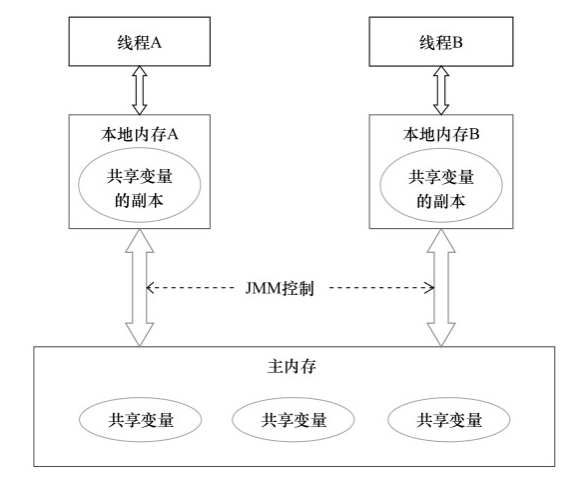 线程A
线程B
本地内存A
本地内存B
共享变量
的副本
共享变量
的副本
JMM控制
主内存
共享变量
共享变量
共享变量